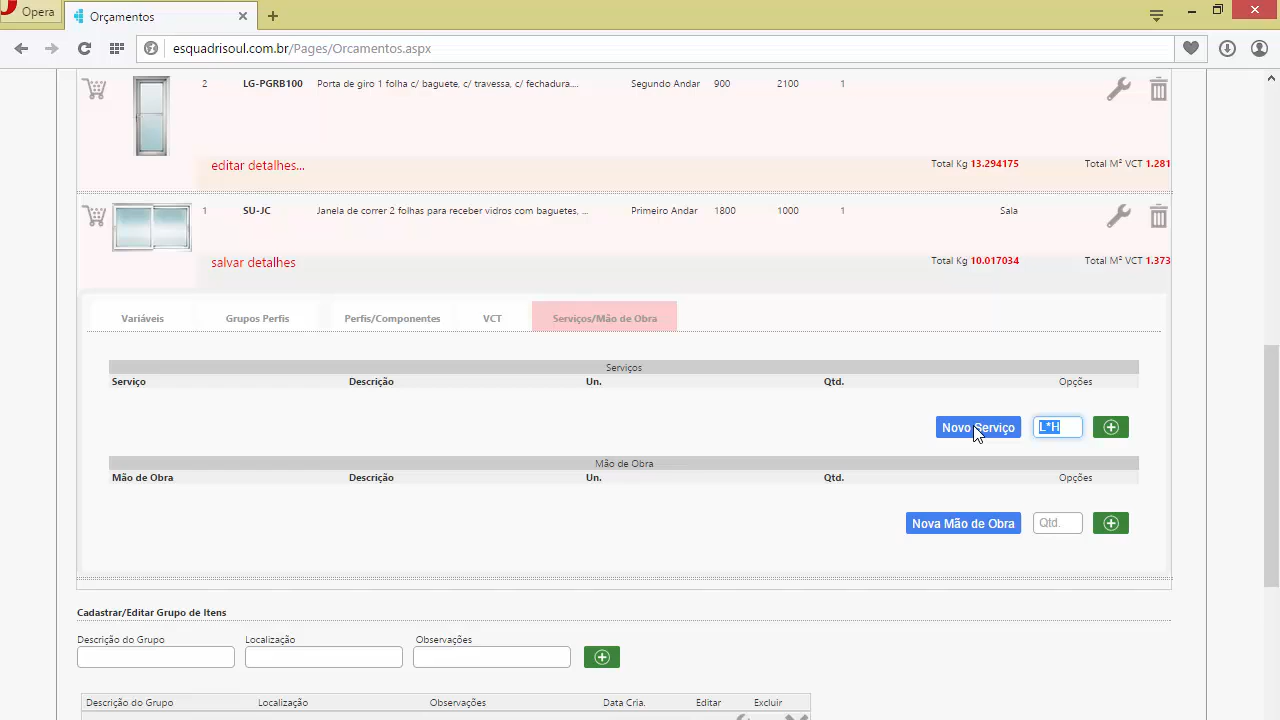 Opera
Orçamentos
esquadrisoul.com.br/Pages/Orcamentos.aspx
2 LG-PGRB100 Porta de giro 1 folha c/ baguete, c/ travessa, c/ fechadura.... Segundo Andar 900 2100 1
editar detalhes... Total Kg 13.294175 Total M² VCT 1.281
1 SU-JC Janela de correr 2 folhas para receber vidros com baguetes, ... Primeiro Andar 1800 1000 1 Sala
salvar detalhes Total Kg 10.017034 Total M² VCT 1.373
Variáveis Grupos Perfis Perfis/Componentes VCT Serviços/Mão de Obra
Serviços
Serviço Descrição Un. Qtd. Opções
Novo Serviço L*H
Mão de Obra
Mão de Obra Descrição Un. Qtd. Opções
Nova Mão de Obra Qtd.
Cadastrar/Editar Grupo de Itens
Descrição do Grupo Localização Observações
Descrição do Grupo Localização Observações Data Cria. Editar Excluir